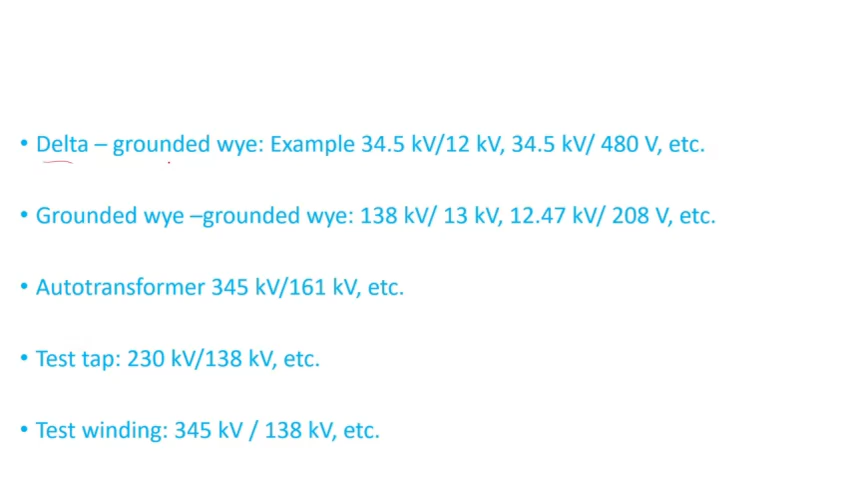 • Delta – grounded wye: Example 34.5 kV/12 kV, 34.5 kV/ 480 V, etc.
• Grounded wye –grounded wye: 138 kV/ 13 kV, 12.47 kV/ 208 V, etc.
• Autotransformer 345 kV/161 kV, etc.
• Test tap: 230 kV/138 kV, etc.
• Test winding: 345 kV / 138 kV, etc.